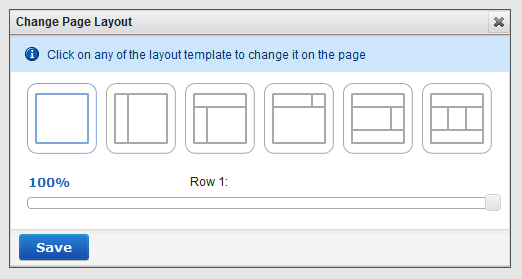 Change Page Layout
Click on any of the layout template to change it on the page
100%
Row 1:
Save